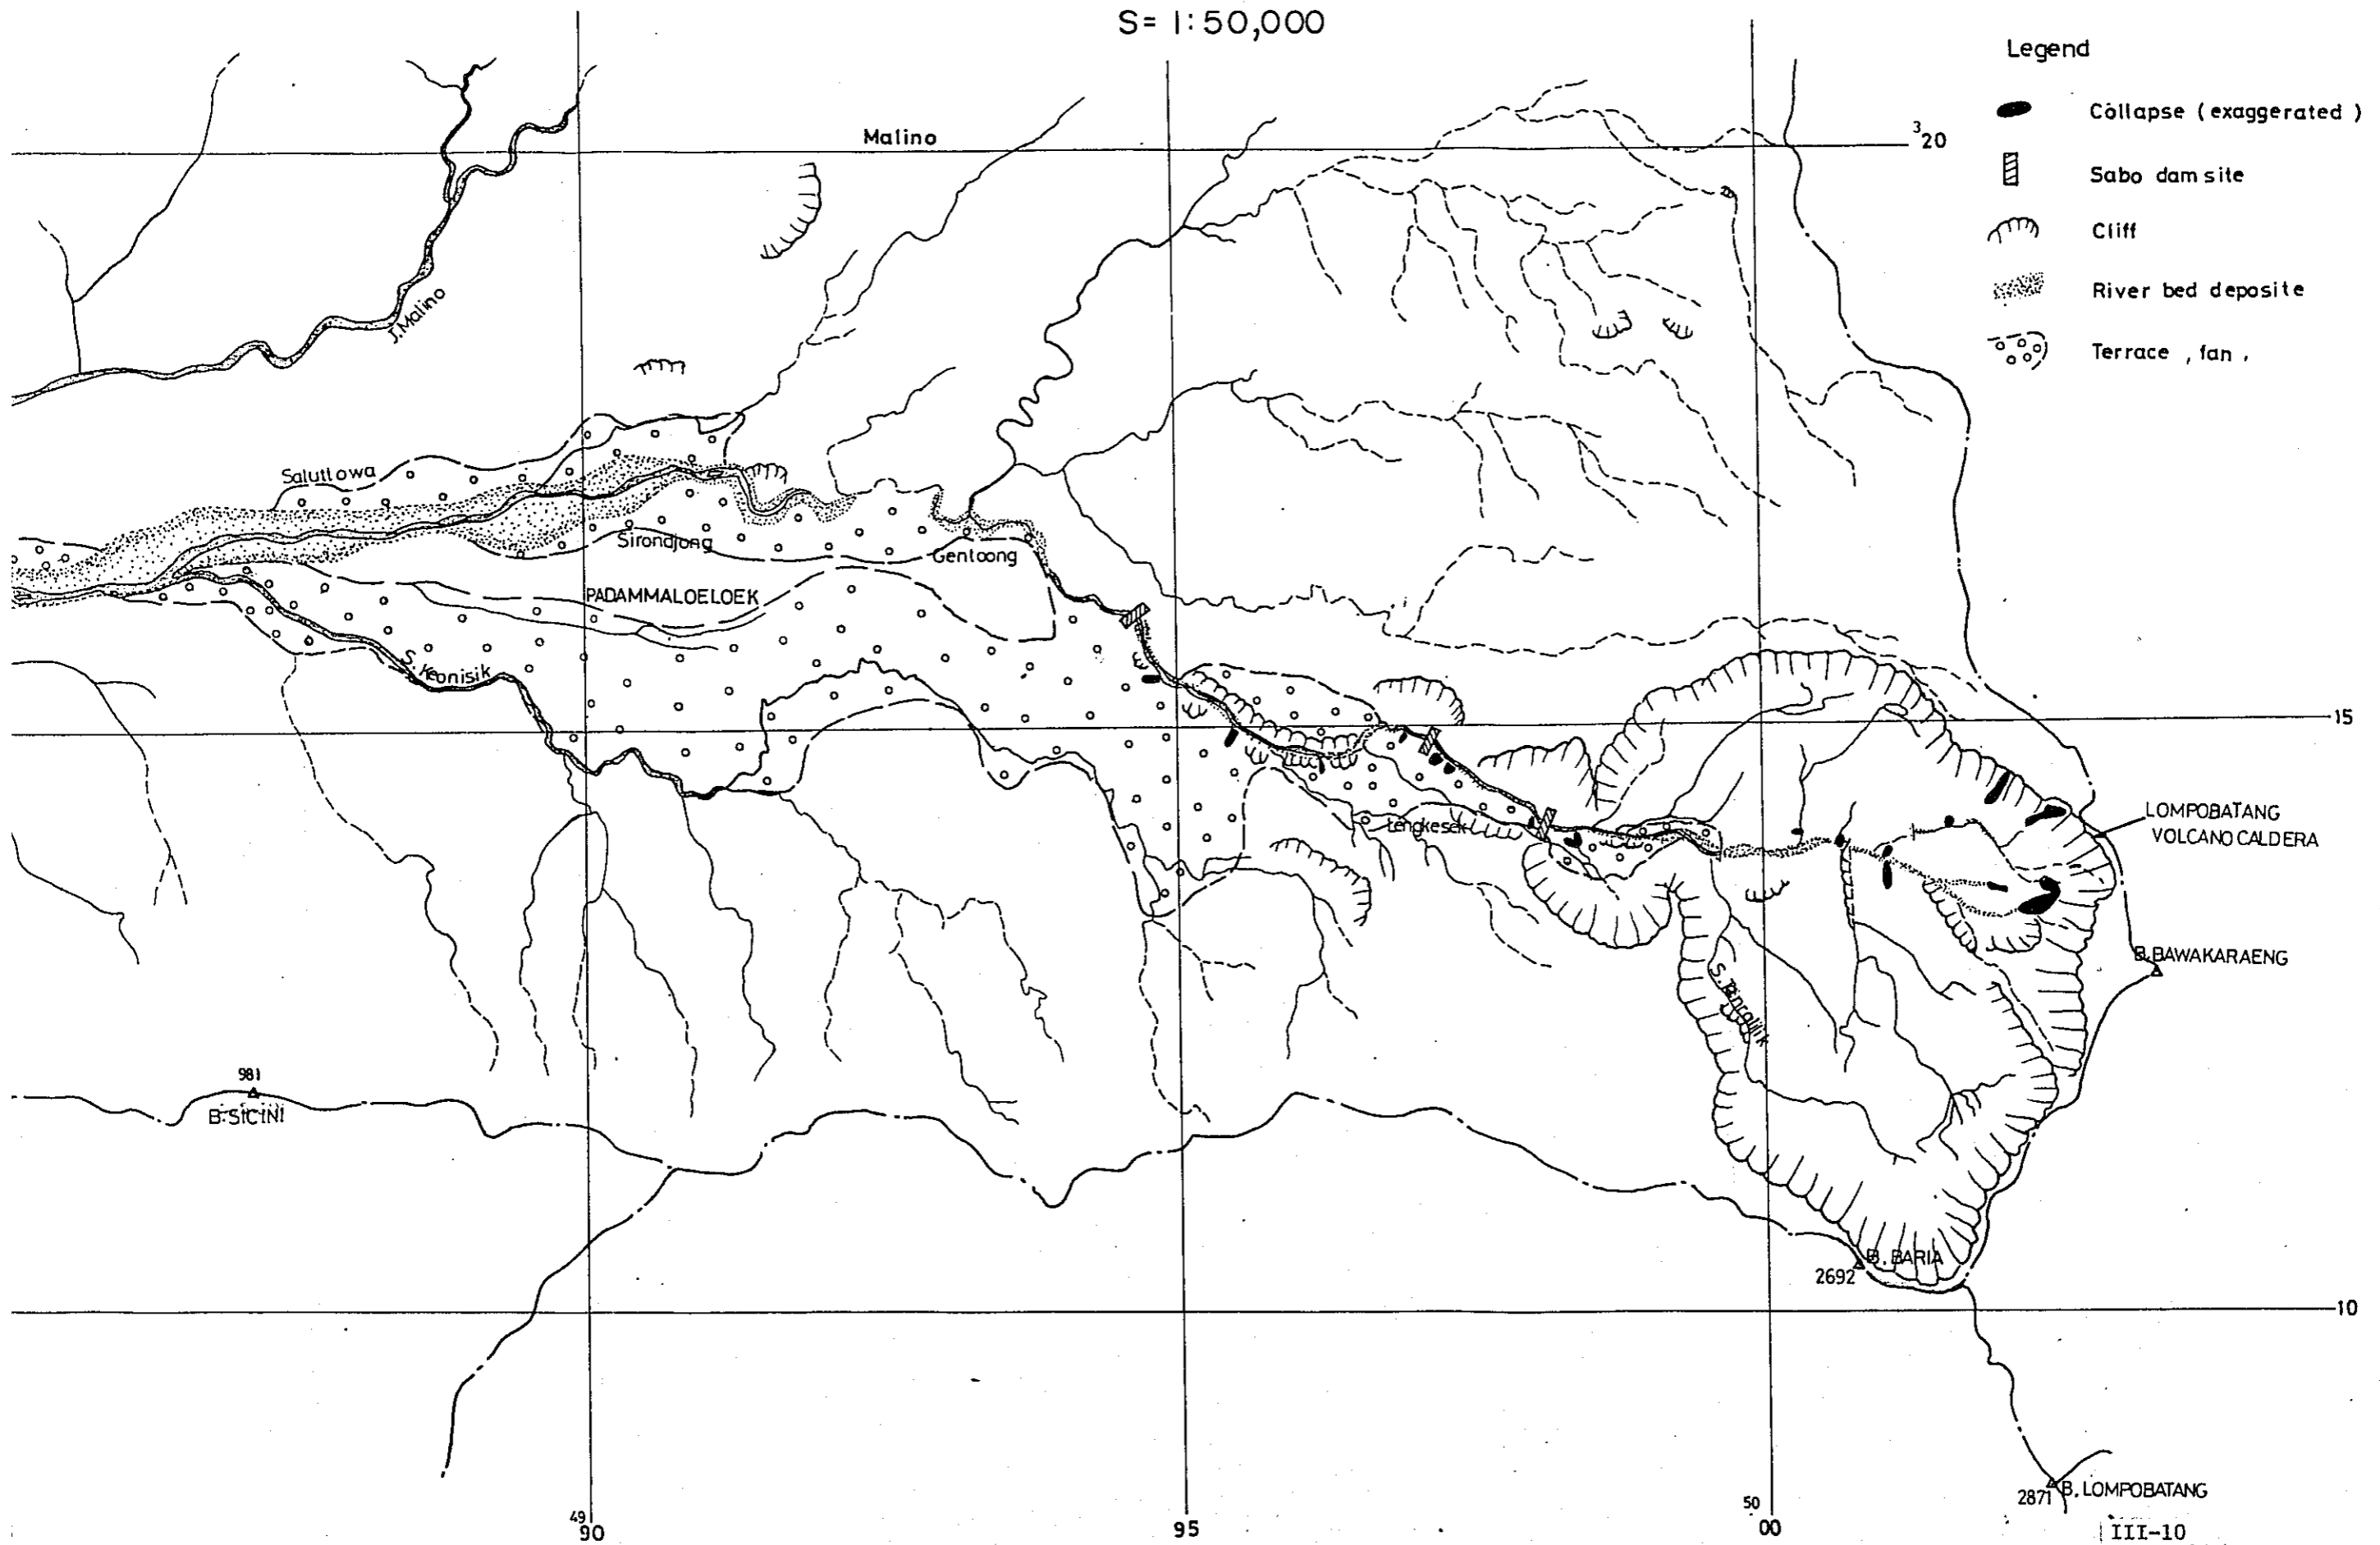 S= 1:50,000
Legend
Collapse (exaggerated)
Sabo dam site
Cliff
River bed deposite
Terrace, fan.
Malino
³20
J. Malino
Salutlowa
Sirondjong
Gentoong
PADAMMALOELOEK
S. Keonisik
15
Lengkesek
LOMPOBATANG
VOLCANO CALDERA
B. BAWAKARAENG
981
B. SICINI
B. BARIA
2692
10
2871
B. LOMPOBATANG
49
90
95
50
00
III-10